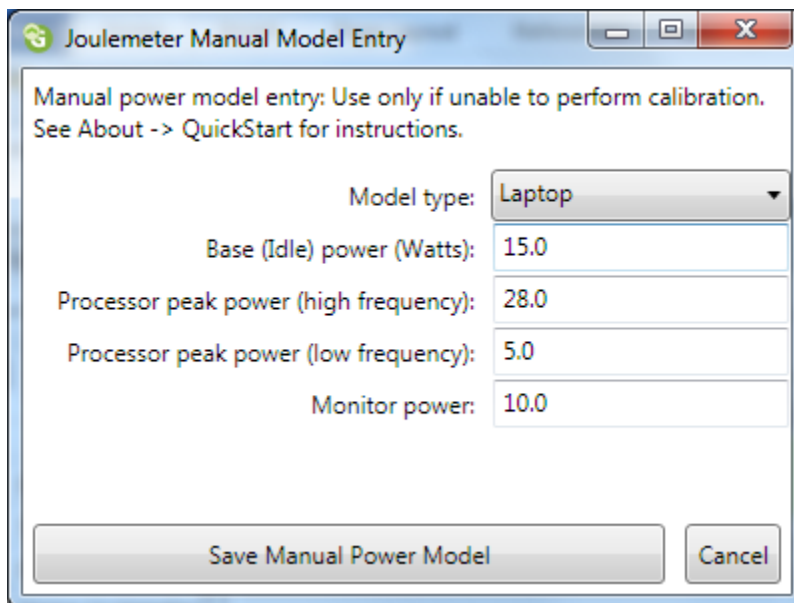 Joulemeter Manual Model Entry
Manual power model entry: Use only if unable to perform calibration.
See About -> QuickStart for instructions.
Model type: Laptop
Base (Idle) power (Watts): 15.0
Processor peak power (high frequency): 28.0
Processor peak power (low frequency): 5.0
Monitor power: 10.0
Save Manual Power Model Cancel